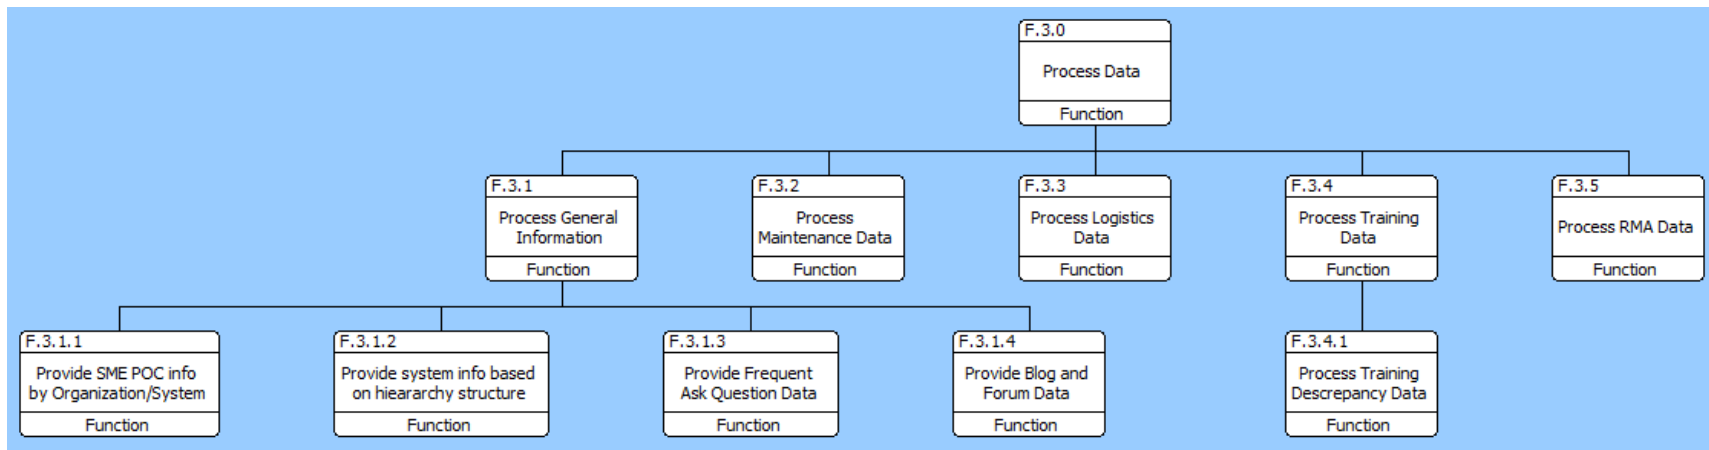 F.3.0
Process Data
Function
F.3.1
Process General
Information
Function
F.3.2
Process
Maintenance Data
Function
F.3.3
Process Logistics
Data
Function
F.3.4
Process Training
Data
Function
F.3.5
Process RMA Data
Function
F.3.1.1
Provide SME POC info
by Organization/System
Function
F.3.1.2
Provide system info based
on hieararchy structure
Function
F.3.1.3
Provide Frequent
Ask Question Data
Function
F.3.1.4
Provide Blog and
Forum Data
Function
F.3.4.1
Process Training
Descrepancy Data
Function